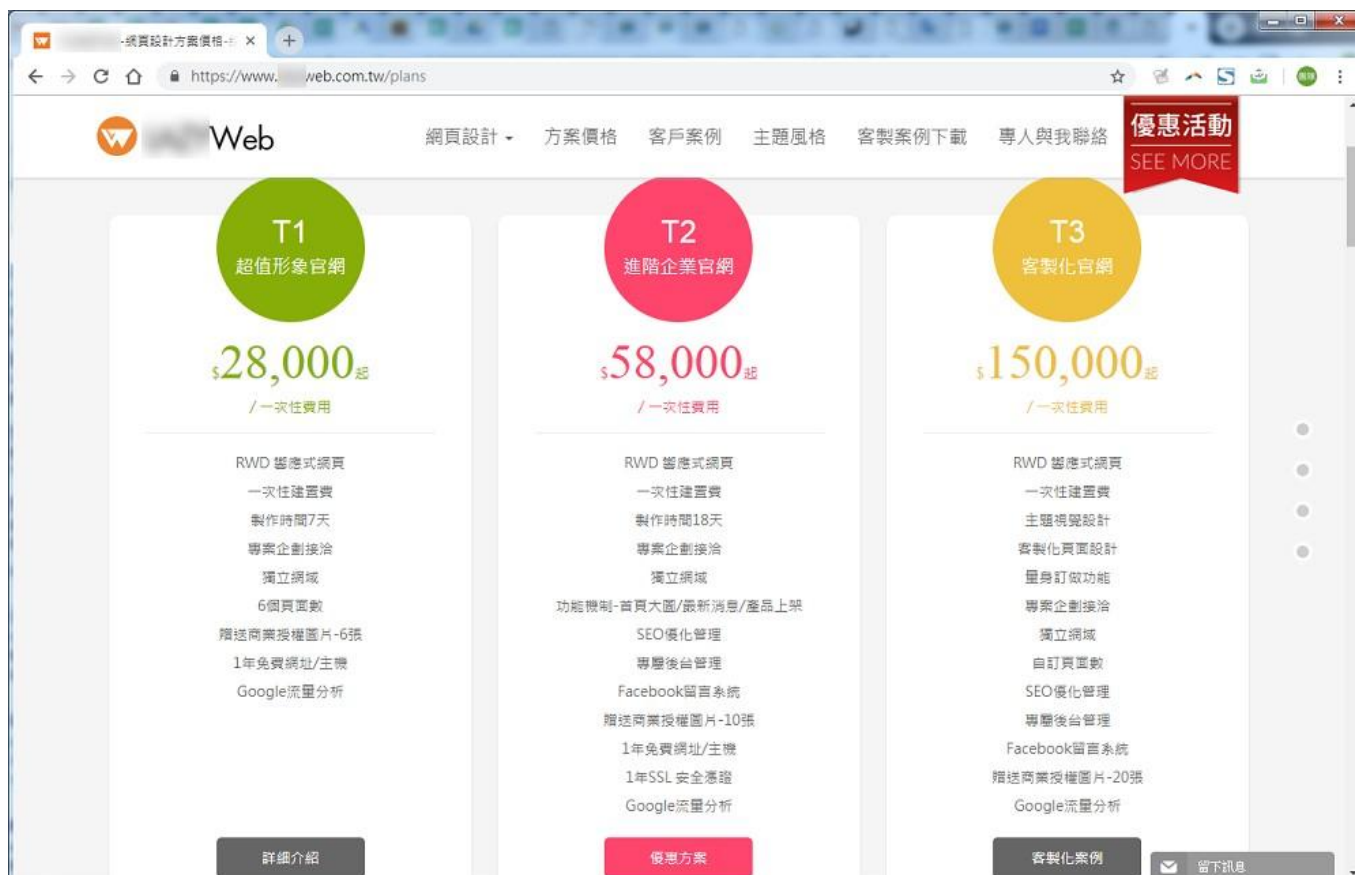 -網頁設計方案價格-
https://www. web.com.tw/plans
Web
網頁設計
方案價格
客戶案例
主題風格
客製案例下載
專人與我聯絡
優惠活動
SEE MORE
T1
超值形象官網
$28,000起
/ 一次性費用
RWD 響應式網頁
一次性建置費
製作時間7天
專案企劃接洽
獨立網域
6個頁面數
贈送商業授權圖片-6張
1年免費網址/主機
Google流量分析
詳細介紹
T2
進階企業官網
$58,000起
/ 一次性費用
RWD 響應式網頁
一次性建置費
製作時間18天
專案企劃接洽
獨立網域
功能機制-首頁大圖/最新消息/產品上架
SEO優化管理
專屬後台管理
Facebook留言系統
贈送商業授權圖片-10張
1年免費網址/主機
1年SSL 安全憑證
Google流量分析
優惠方案
T3
客製化官網
$150,000起
/ 一次性費用
RWD 響應式網頁
一次性建置費
主題視覺設計
客製化頁面設計
量身訂做功能
專案企劃接洽
獨立網域
自訂頁面數
SEO優化管理
專屬後台管理
Facebook留言系統
贈送商業授權圖片-20張
Google流量分析
客製化案例
留下訊息